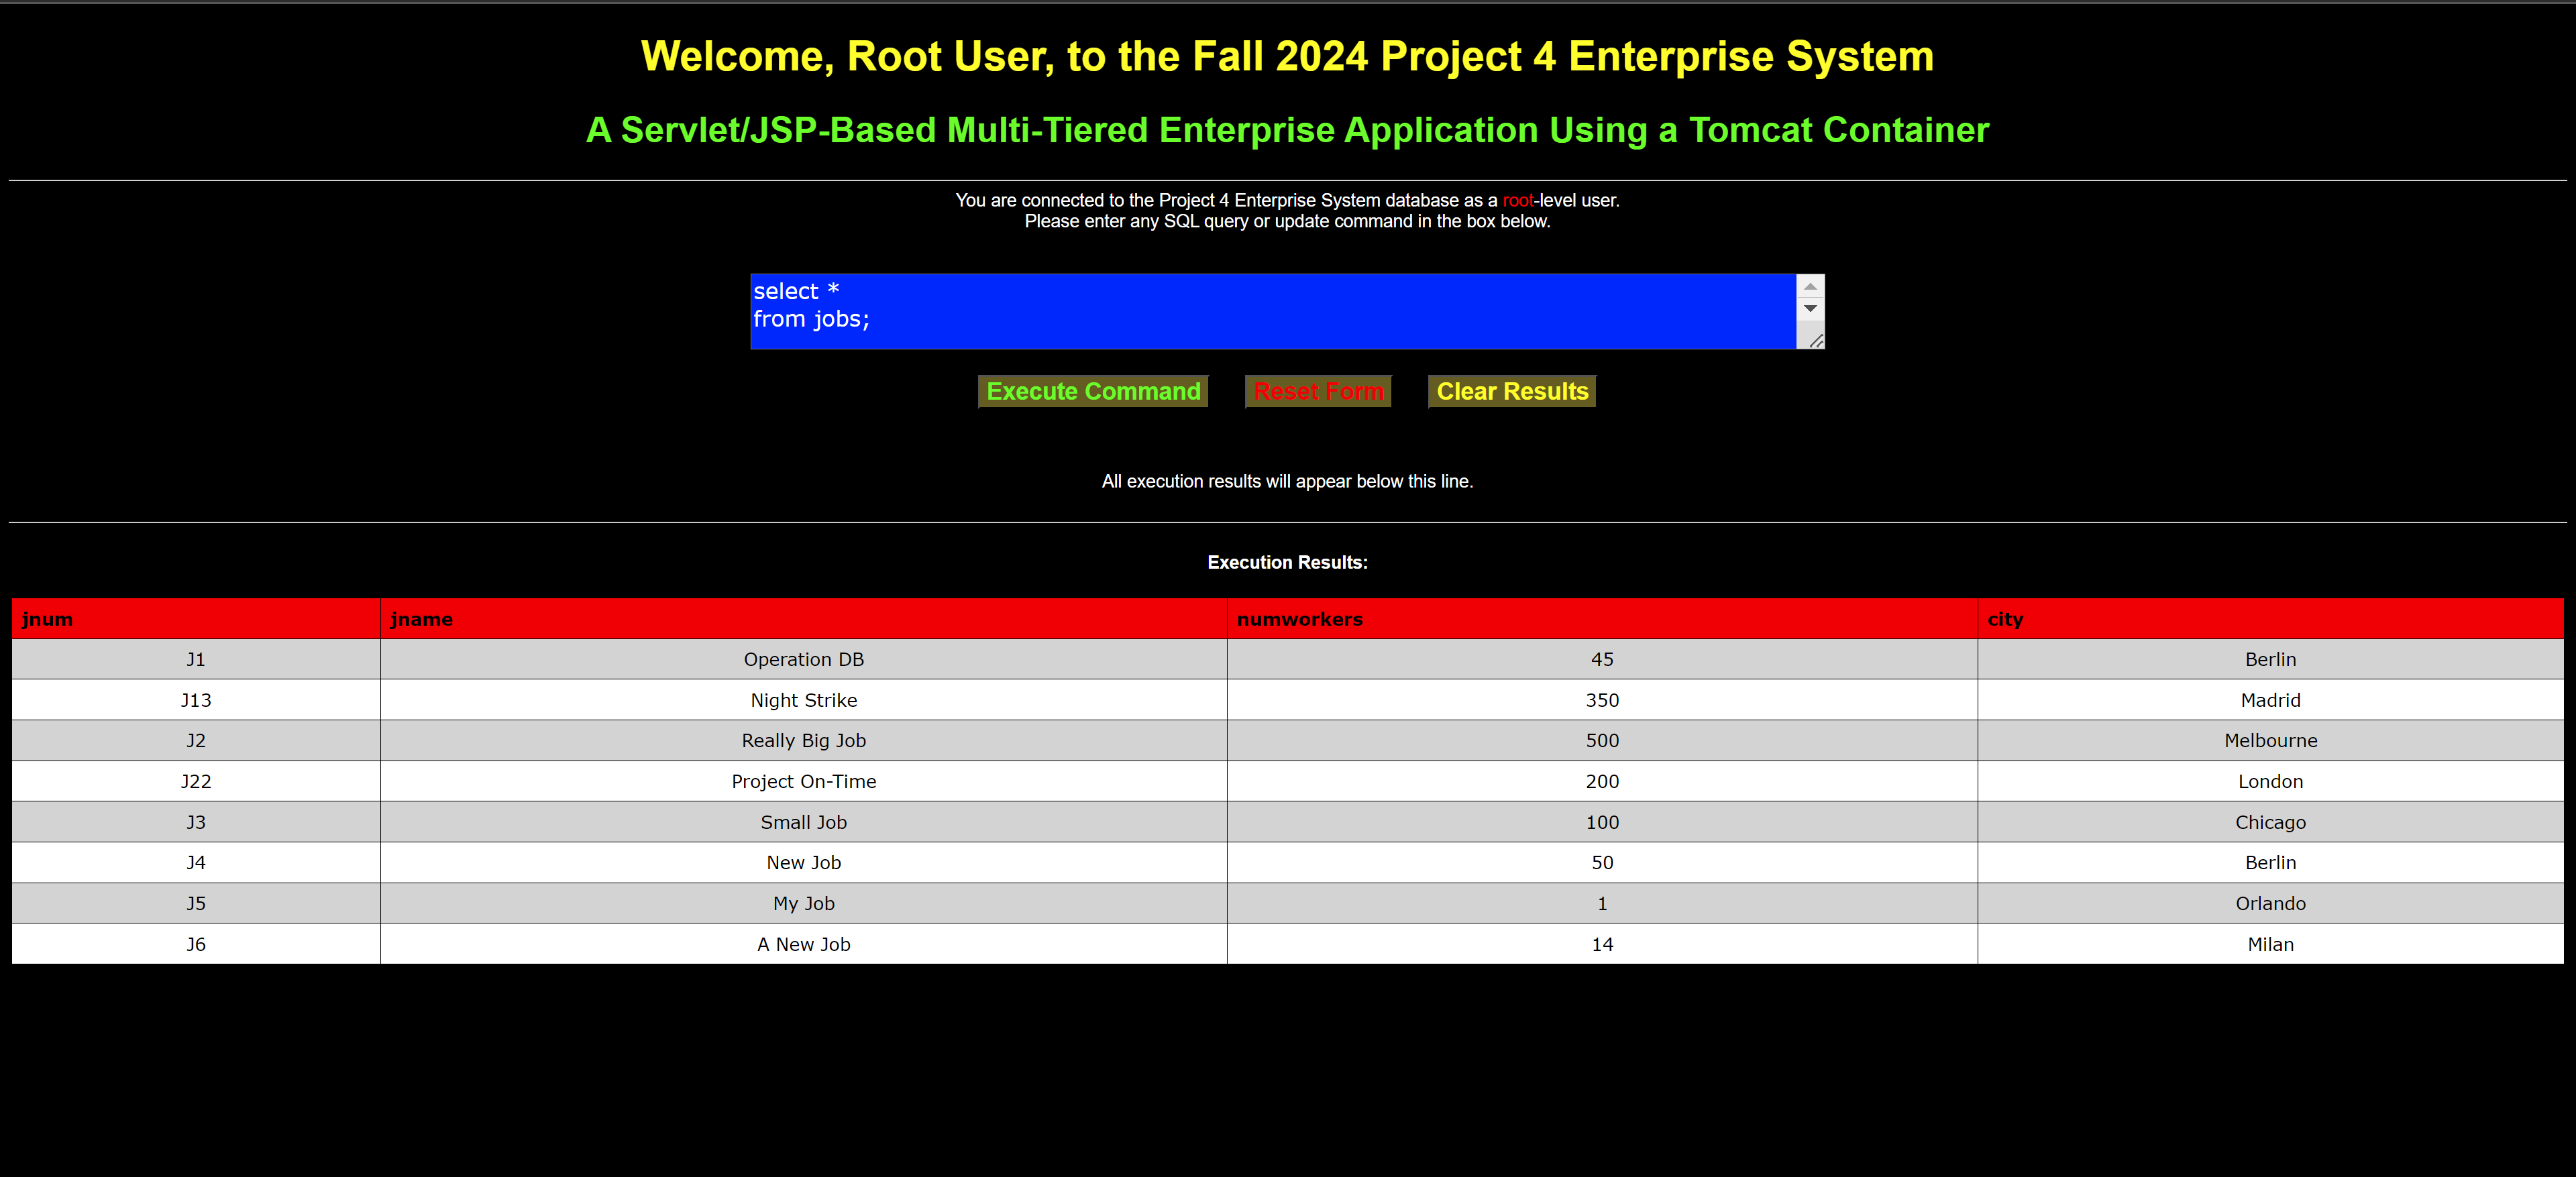 Welcome, Root User, to the Fall 2024 Project 4 Enterprise System
A Servlet/JSP-Based Multi-Tiered Enterprise Application Using a Tomcat Container
You are connected to the Project 4 Enterprise System database as a root-level user.
Please enter any SQL query or update command in the box below.
select *
from jobs;
Execute Command Reset Form Clear Results
All execution results will appear below this line.
Execution Results:
jnum jname numworkers city
J1 Operation DB 45 Berlin
J13 Night Strike 350 Madrid
J2 Really Big Job 500 Melbourne
J22 Project On-Time 200 London
J3 Small Job 100 Chicago
J4 New Job 50 Berlin
J5 My Job 1 Orlando
J6 A New Job 14 Milan